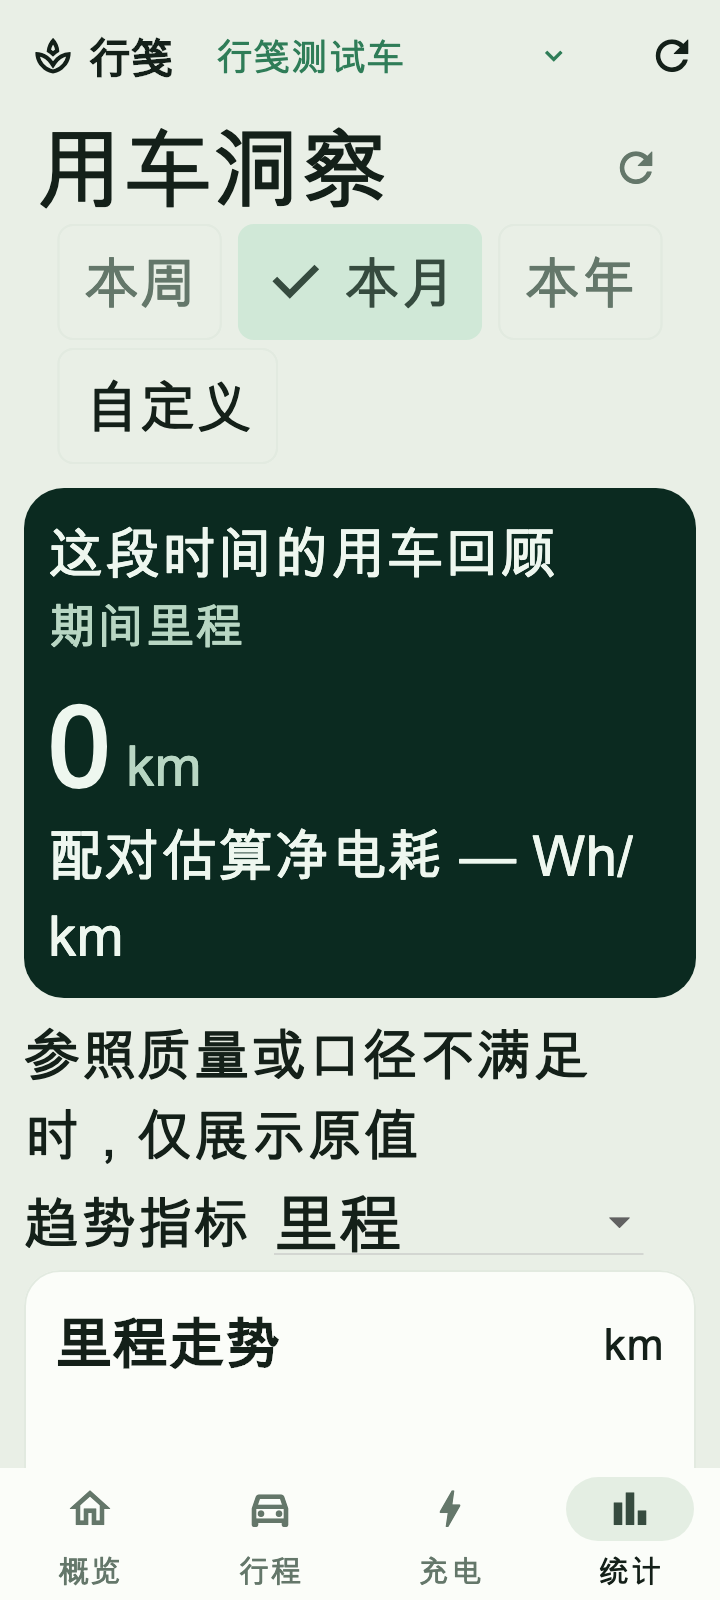 行笺 行笺测试车
用车洞察
本周 本月 本年
自定义
这段时间的用车回顾
期间里程
0 km
配对估算净电耗 — Wh/
km
参照质量或口径不满足
时，仅展示原值
趋势指标 里程
里程走势 km
概览 行程 充电 统计